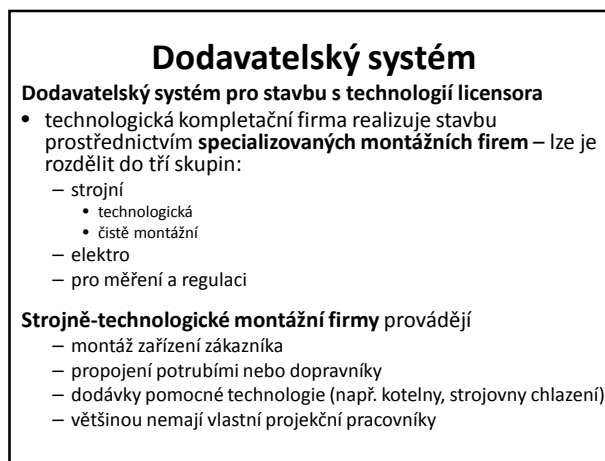 Dodavatelský systém
Dodavatelský systém pro stavbu s technologií licensora
• technologická kompletační firma realizuje stavbu
prostřednictvím specializovaných montážních firem – lze je
rozdělit do tří skupin:
– strojní
• technologická
• čistě montážní
– elektro
– pro měření a regulaci
Strojně-technologické montážní firmy provádějí
– montáž zařízení zákazníka
– propojení potrubími nebo dopravníky
– dodávky pomocné technologie (např. kotelny, strojovny chlazení)
– většinou nemají vlastní projekční pracovníky